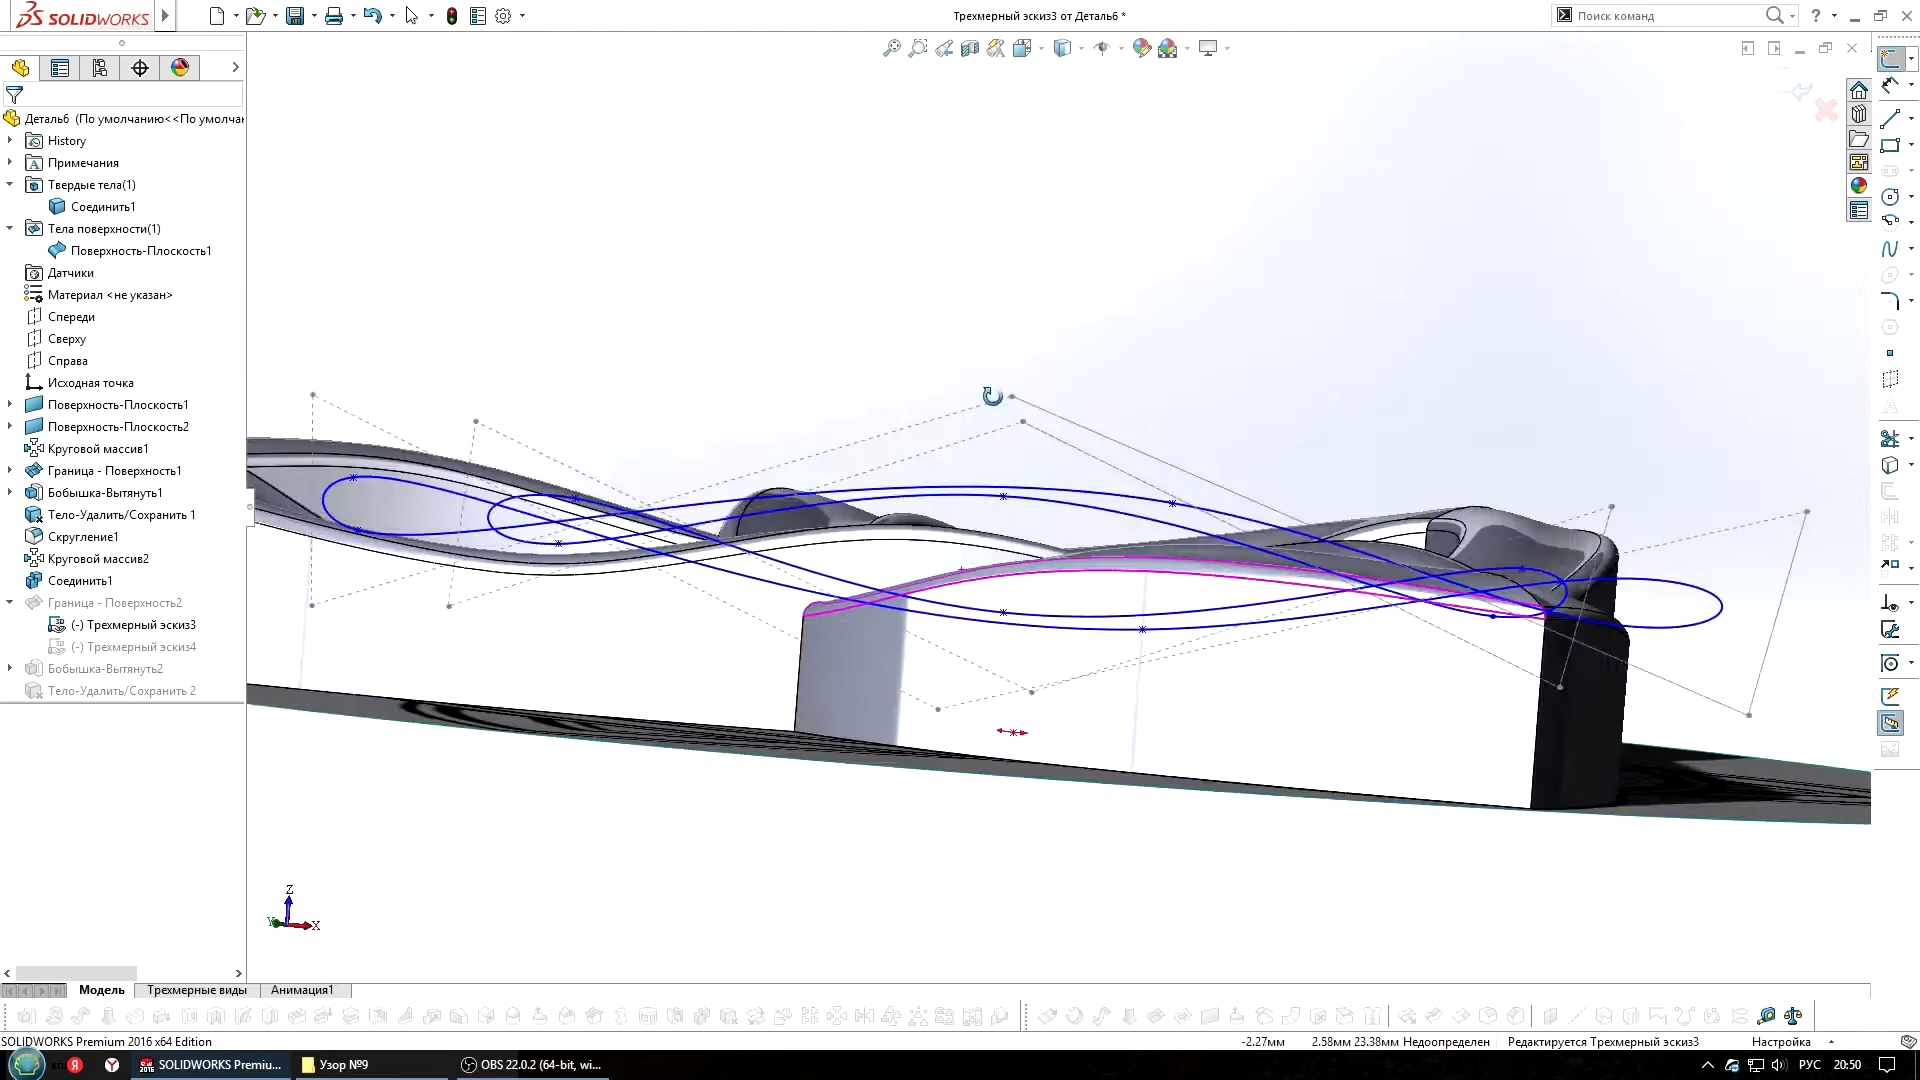 SOLIDWORKS
Трехмерный эскиз3 от Деталь6 *
Поиск команд
Деталь6 (По умолчанию<<По умолчан
History
Примечания
Твердые тела(1)
Соединить1
Тела поверхности(1)
Поверхность-Плоскость1
Датчики
Материал <не указан>
Спереди
Сверху
Справа
Исходная точка
Поверхность-Плоскость1
Поверхность-Плоскость2
Круговой массив1
Граница - Поверхность1
Бобышка-Вытянуть1
Тело-Удалить/Сохранить 1
Скругление1
Круговой массив2
Соединить1
Граница - Поверхность2
(-) Трехмерный эскиз3
(-) Трехмерный эскиз4
Бобышка-Вытянуть2
Тело-Удалить/Сохранить 2
Z
Y
X
Модель
Трехмерные виды
Анимация1
SOLIDWORKS Premium 2016 x64 Edition
-2.27мм 2.58мм 23.38мм Недоопределен Редактируется Трехмерный эскиз3 Настройка
SOLIDWORKS Premiu...
Узор №9
OBS 22.0.2 (64-bit, wi...
РУС
20:50